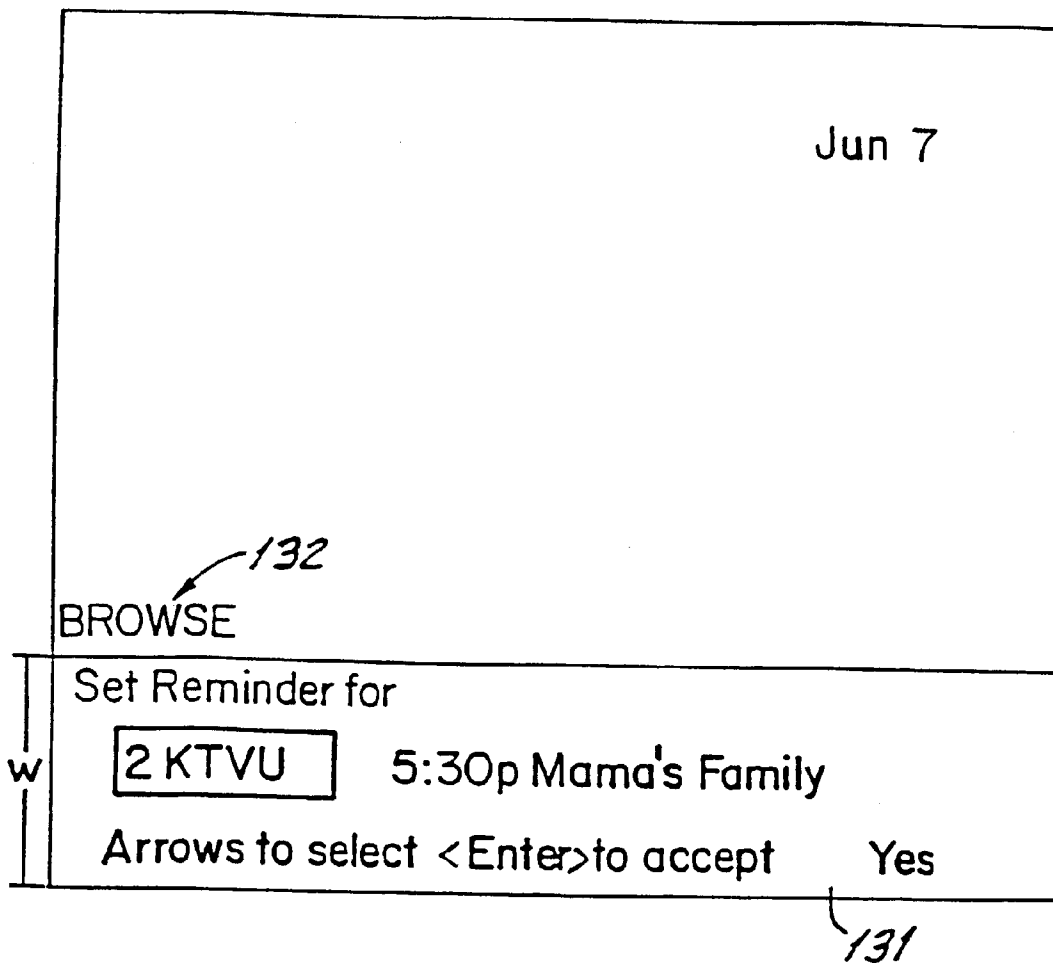 Jun 7
132
BROWSE
Set Reminder for
W
2 KTVU 5:30p Mama's Family
Arrows to select <Enter>to accept Yes
131